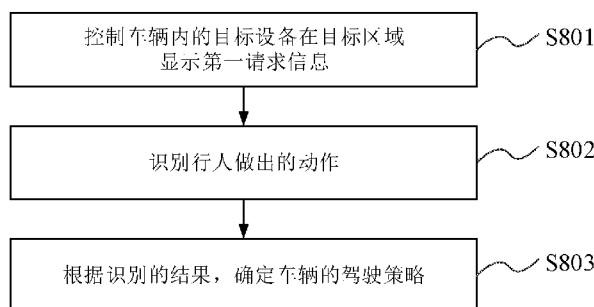 控制车辆内的目标设备在目标区域
显示第一请求信息
S801
识别行人做出的动作
S802
根据识别的结果，确定车辆的驾驶策略
S803